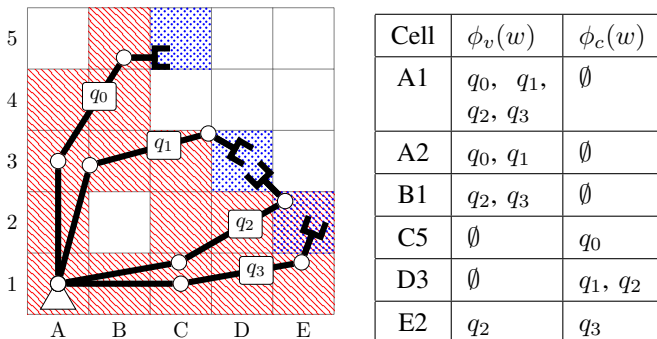 5
4
3
2
1
A B C D E
q₀
q₁
q₂
q₃
Cell ϕᵥ(w) ϕ_c(w)
A1 q₀, q₁, ∅
q₂, q₃
A2 q₀, q₁ ∅
B1 q₂, q₃ ∅
C5 ∅ q₀
D3 ∅ q₁, q₂
E2 q₂ q₃